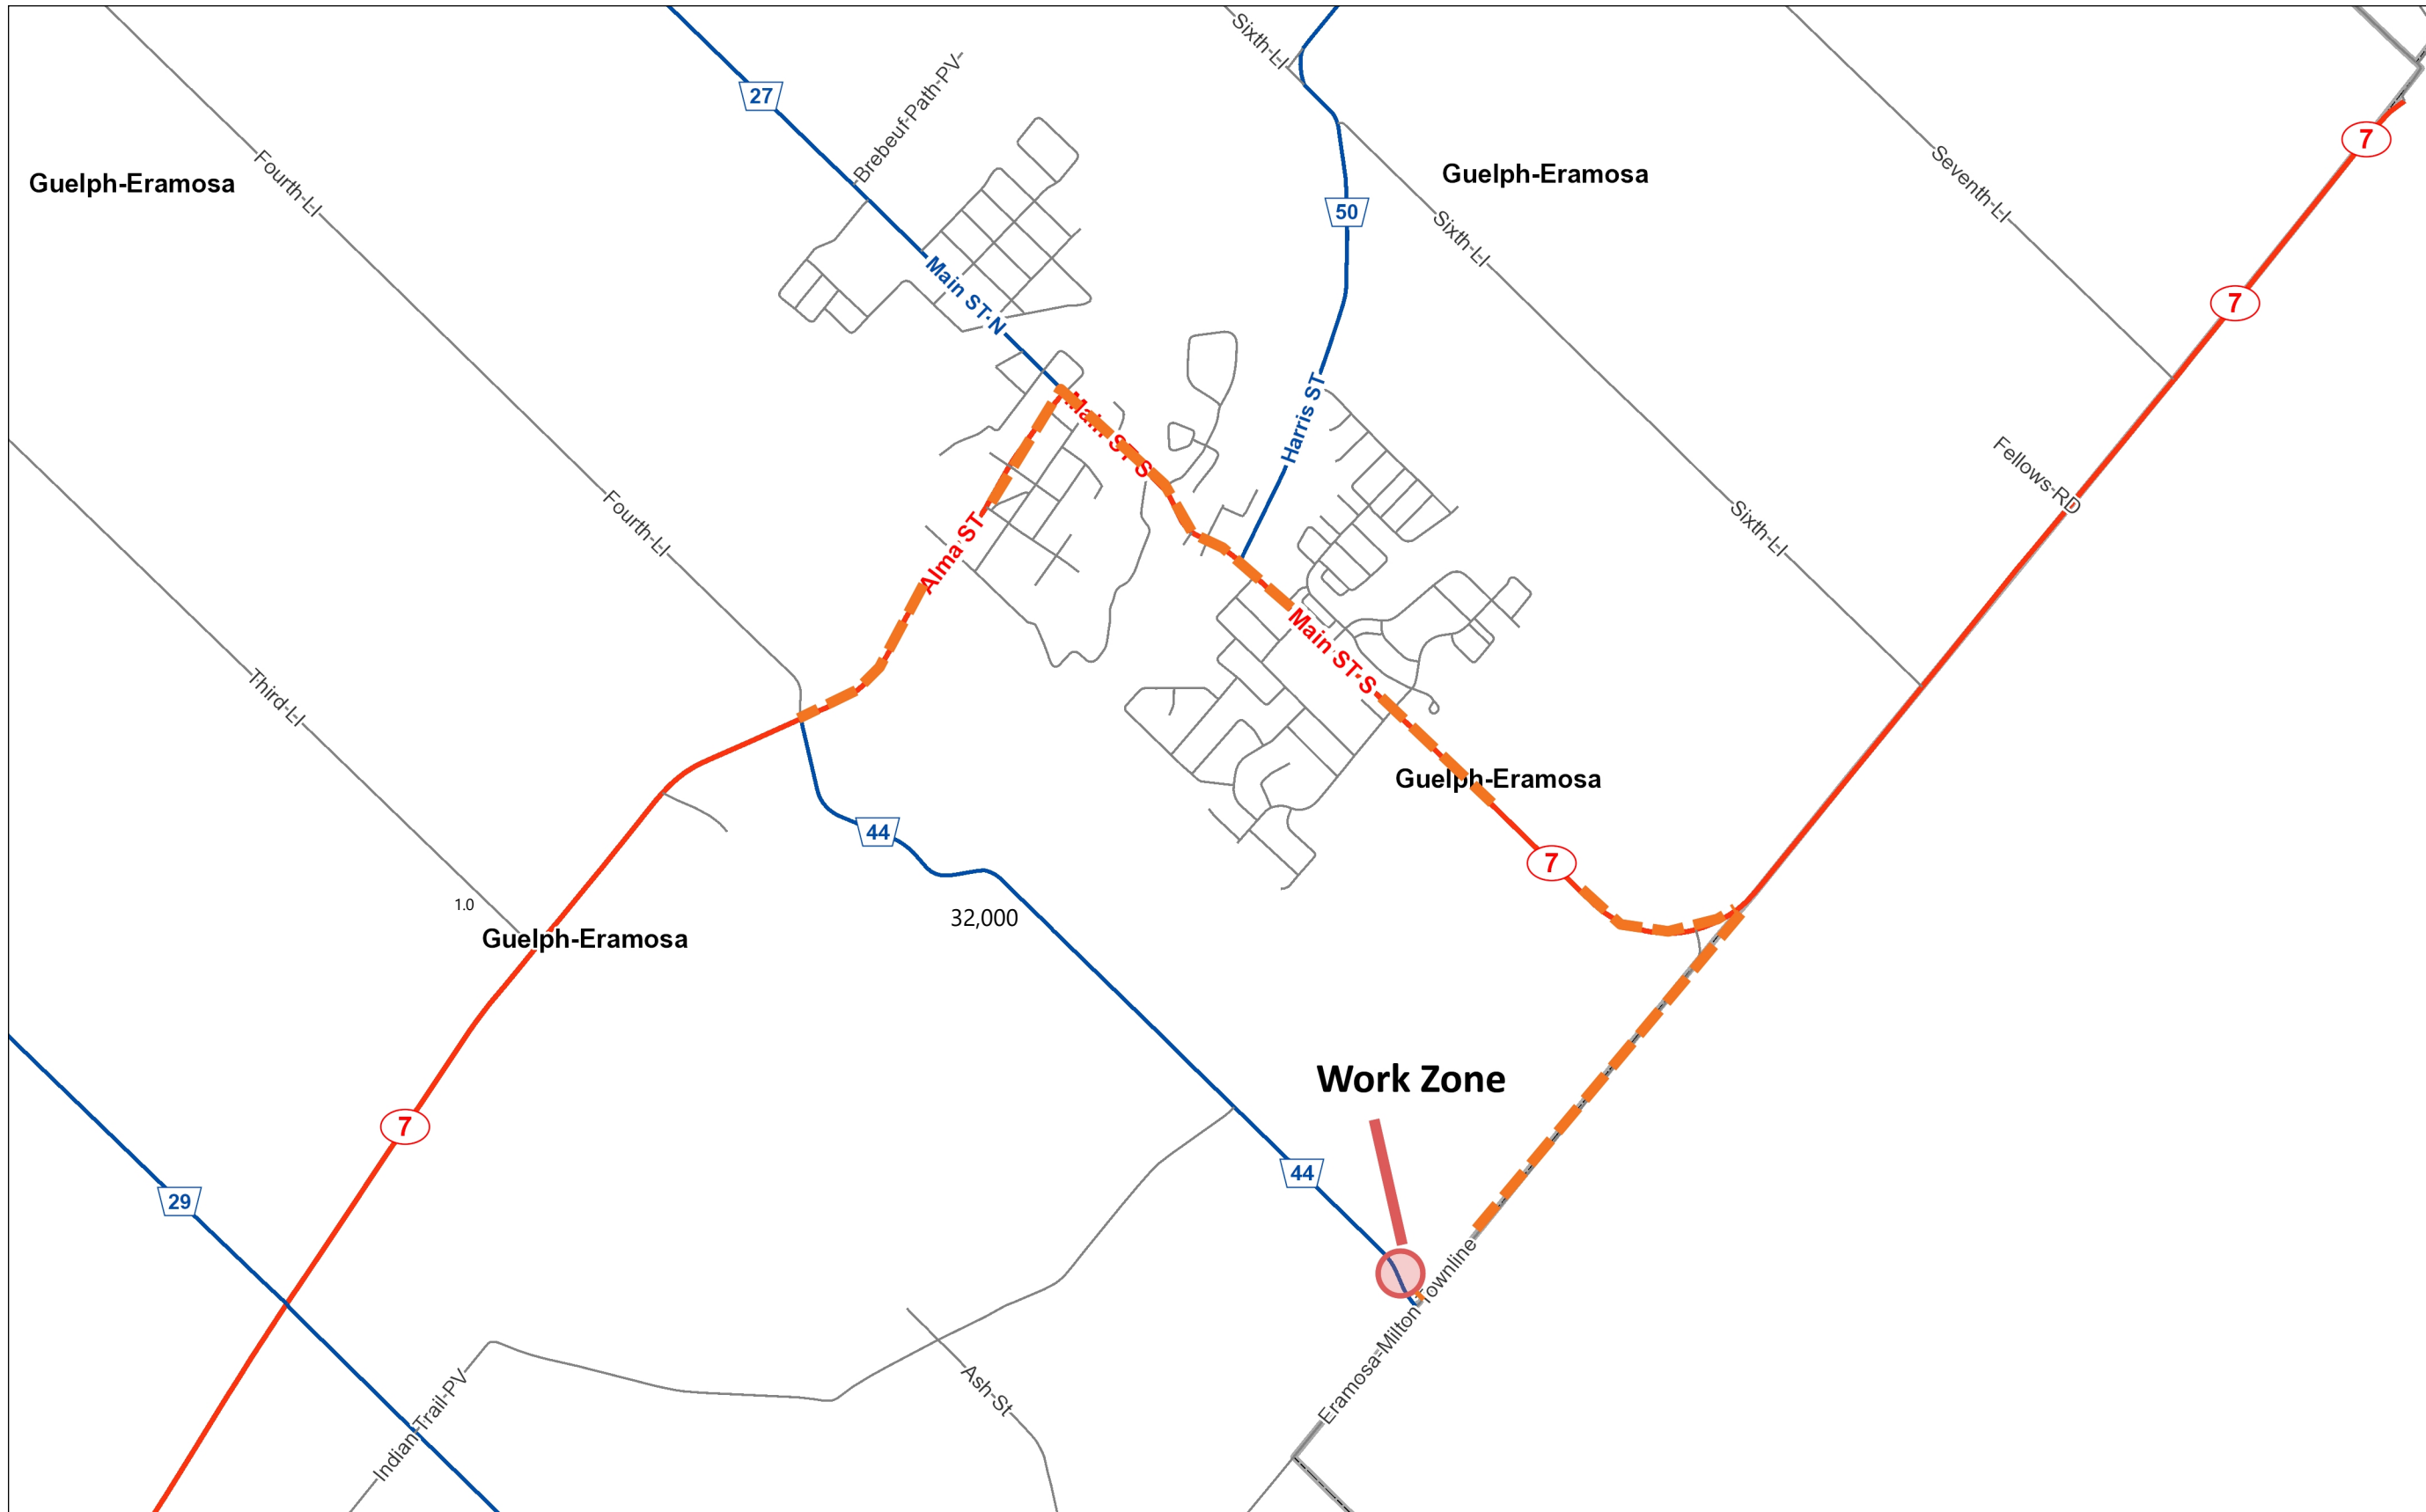 Sixth-LI
27
Brebeuf-Path-PV-
7
Guelph-Eramosa
Fourth-LI
Guelph-Eramosa
Seventh-LI
50
Sixth-LI
Main ST-N
7
Main ST S
Harris ST
Fellows-RD
Fourth-LI
Alma ST
Sixth-LI
Main ST-S
Third-LI
Guelph-Eramosa
44
7
1.0
32,000
Guelph-Eramosa
Work Zone
7
44
29
Eramosa-Milton Townline
Indian-Trail-PV
Ash-St